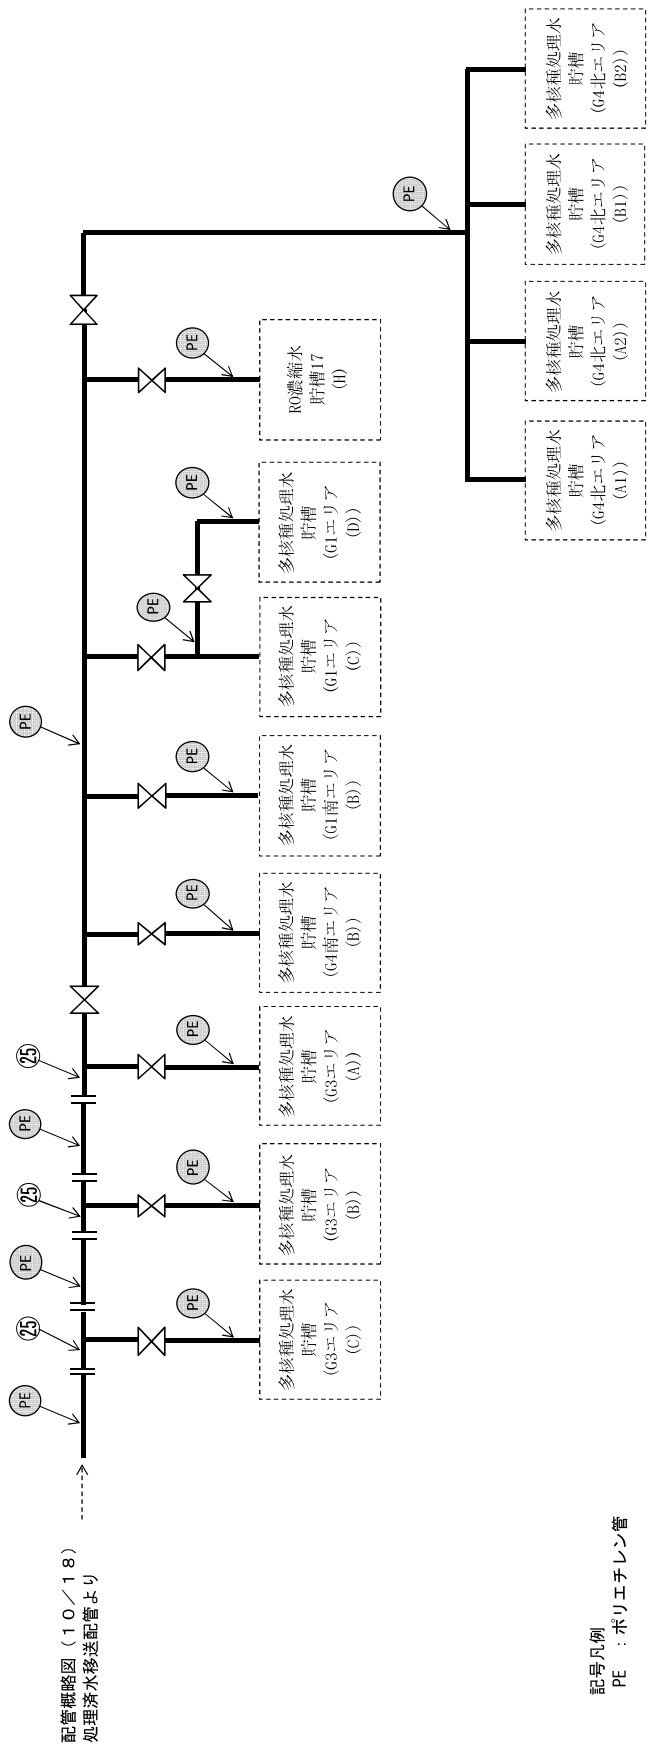 配管概略図（１０／１８）
処理済水移送配管より
PE
㉕
PE
㉕
PE
㉕
PE
PE
PE
PE
PE
PE
PE
PE
PE
PE
PE
多核種処理水
貯槽
(G3エリア
(C))
多核種処理水
貯槽
(G3エリア
(B))
多核種処理水
貯槽
(G3エリア
(A))
多核種処理水
貯槽
(G4南エリア
(B))
多核種処理水
貯槽
(G1南エリア
(B))
多核種処理水
貯槽
(G1エリア
(C))
多核種処理水
貯槽
(G1エリア
(D))
RO濃縮水
貯槽17
(H)
多核種処理水
貯槽
(G4北エリア
(A1))
多核種処理水
貯槽
(G4北エリア
(A2))
多核種処理水
貯槽
(G4北エリア
(B1))
多核種処理水
貯槽
(G4北エリア
(B2))
記号凡例
PE ：ポリエチレン管